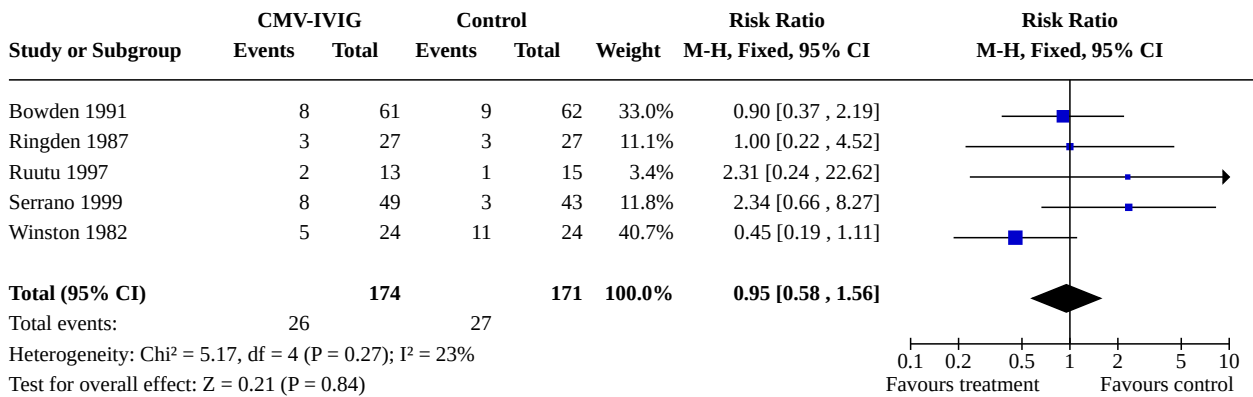 CMV-IVIG Control Risk Ratio Risk Ratio
Study or Subgroup Events Total Events Total Weight M-H, Fixed, 95% CI M-H, Fixed, 95% CI
Bowden 1991 8 61 9 62 33.0% 0.90 [0.37 , 2.19]
Ringden 1987 3 27 3 27 11.1% 1.00 [0.22 , 4.52]
Ruutu 1997 2 13 1 15 3.4% 2.31 [0.24 , 22.62]
Serrano 1999 8 49 3 43 11.8% 2.34 [0.66 , 8.27]
Winston 1982 5 24 11 24 40.7% 0.45 [0.19 , 1.11]
Total (95% CI) 174 171 100.0% 0.95 [0.58 , 1.56]
Total events: 26 27
Heterogeneity: Chi² = 5.17, df = 4 (P = 0.27); I² = 23%
Test for overall effect: Z = 0.21 (P = 0.84)
0.1 0.2 0.5 1 2 5 10
Favours treatment Favours control